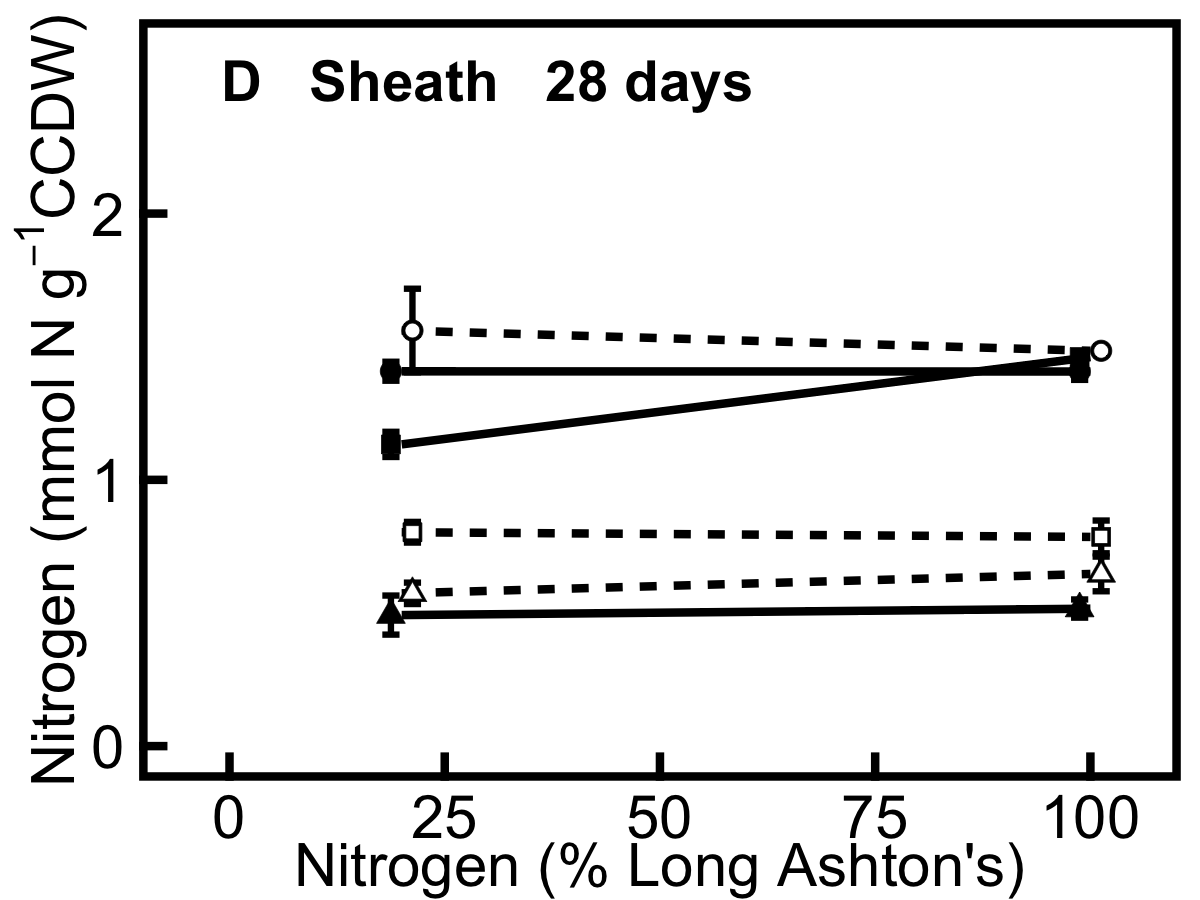 D Sheath 28 days
Nitrogen (mmol N g⁻¹CCDW)
2
1
0
0 25 50 75 100
Nitrogen (% Long Ashton's)